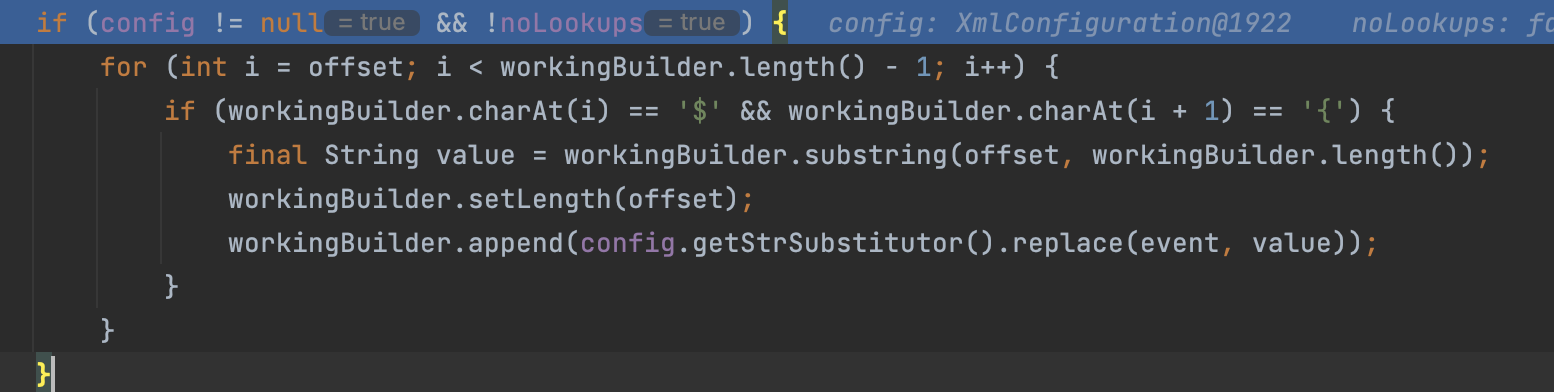 if (config != null = true && !noLookups = true) { config: XmlConfiguration@1922 noLookups: fa
for (int i = offset; i < workingBuilder.length() - 1; i++) {
if (workingBuilder.charAt(i) == '$' && workingBuilder.charAt(i + 1) == '{') {
final String value = workingBuilder.substring(offset, workingBuilder.length());
workingBuilder.setLength(offset);
workingBuilder.append(config.getStrSubstitutor().replace(event, value));
}
}
}